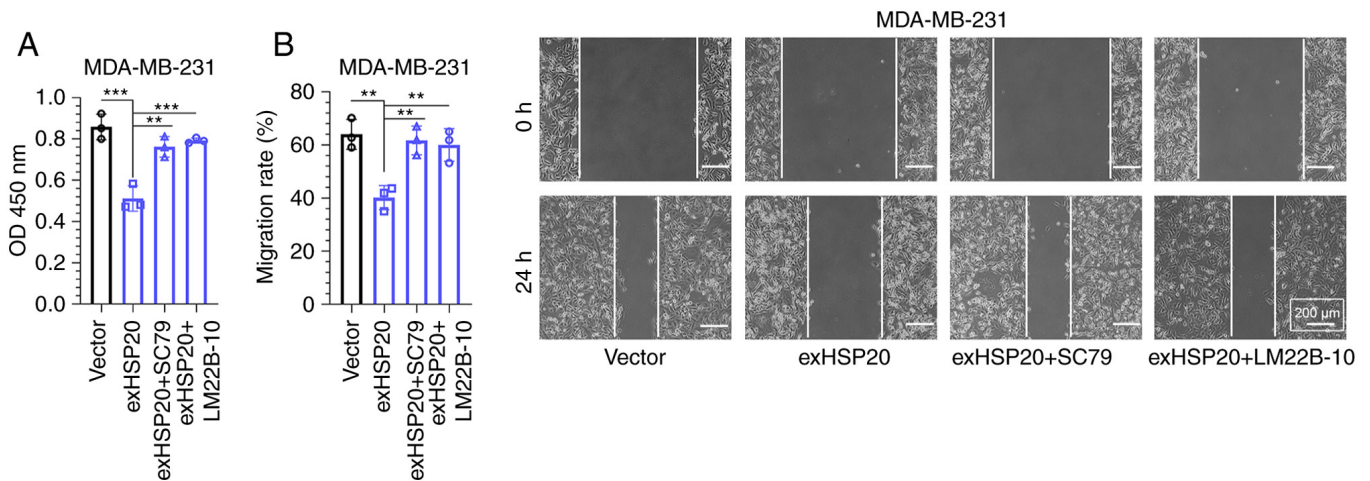 A
MDA-MB-231
OD 450 nm
1.0
0.8
0.6
0.4
0.2
0.0
***
***
**
Vector
exHSP20
exHSP20+SC79
exHSP20+
LM22B-10
B
MDA-MB-231
Migration rate (%)
80
60
40
20
0
**
**
**
Vector
exHSP20
exHSP20+SC79
exHSP20+
LM22B-10
MDA-MB-231
0 h
24 h
200 µm
Vector
exHSP20
exHSP20+SC79
exHSP20+LM22B-10